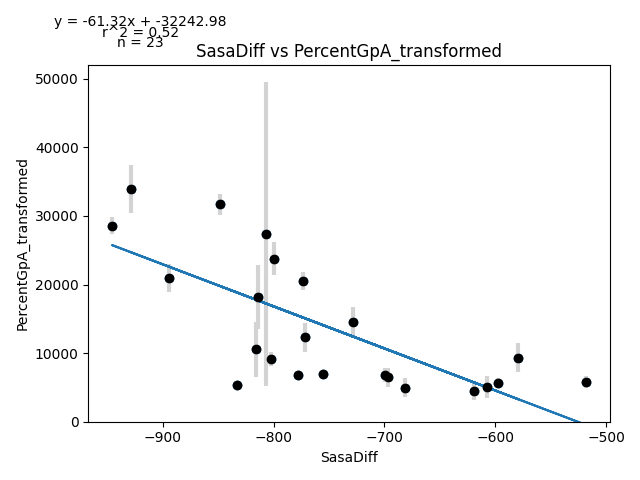 y = -61.32x + -32242.98
r^2 = 0.52
n = 23
SasaDiff vs PercentGpA_transformed
PercentGpA_transformed
50000
40000
30000
20000
10000
0
−900
−800
−700
−600
−500
SasaDiff